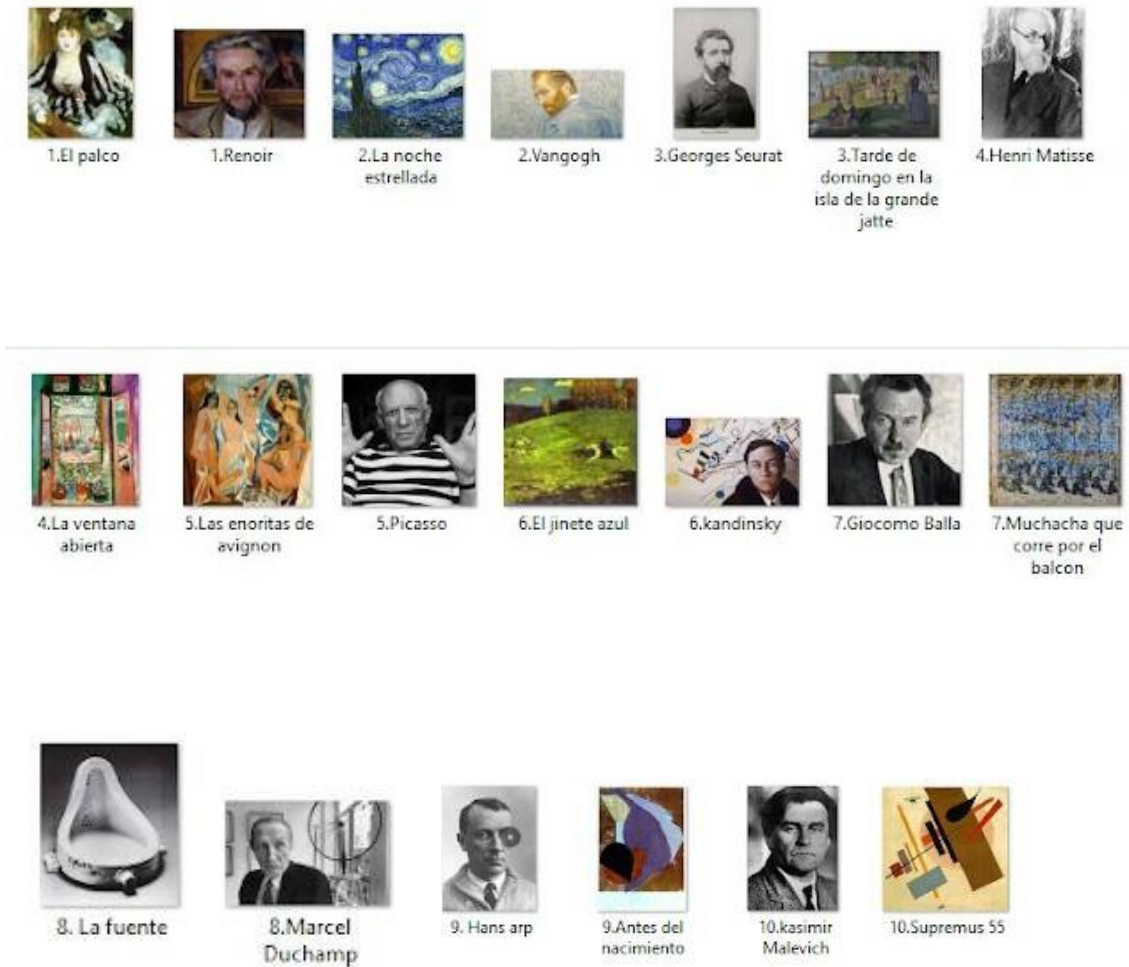 1.El palco
1.Renoir
2.La noche
estrellada
2.Vangogh
3.Georges Seurat
3.Tarde de
domingo en la
isla de la grande
jatte
4.Henri Matisse
4.La ventana
abierta
5.Las enoritas de
avignon
5.Picasso
6.El jinete azul
6.kandinsky
7.Giocomo Balla
7.Muchacha que
corre por el
balcon
8. La fuente
8.Marcel
Duchamp
9. Hans arp
9.Antes del
nacimiento
10.kasimir
Malevich
10.Supremus 55